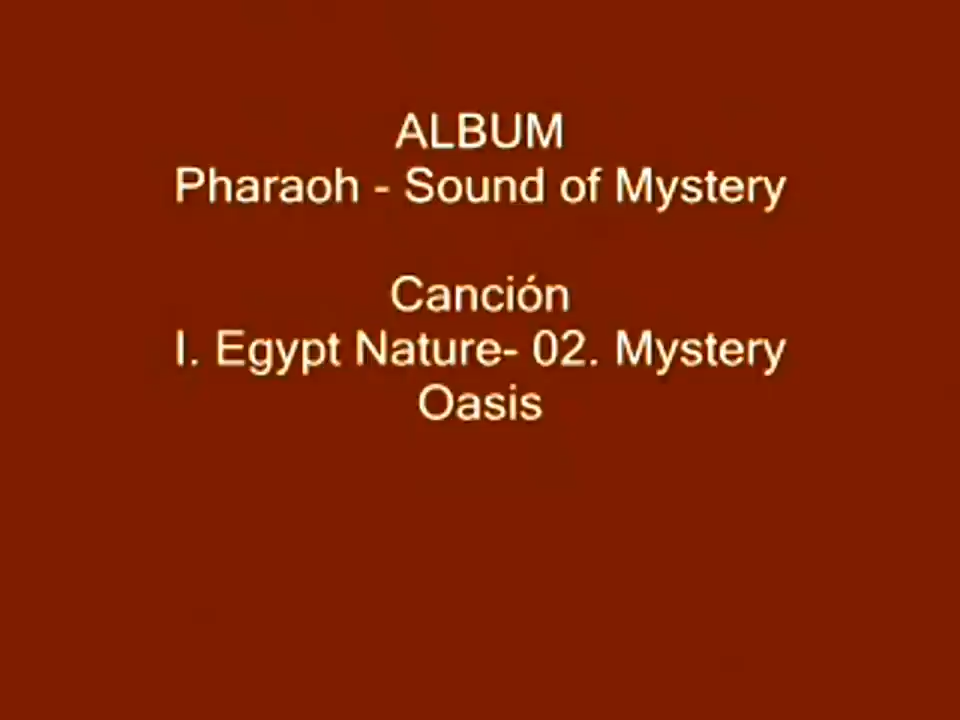 ALBUM
Pharaoh - Sound of Mystery
Canción
I. Egypt Nature- 02. Mystery
Oasis